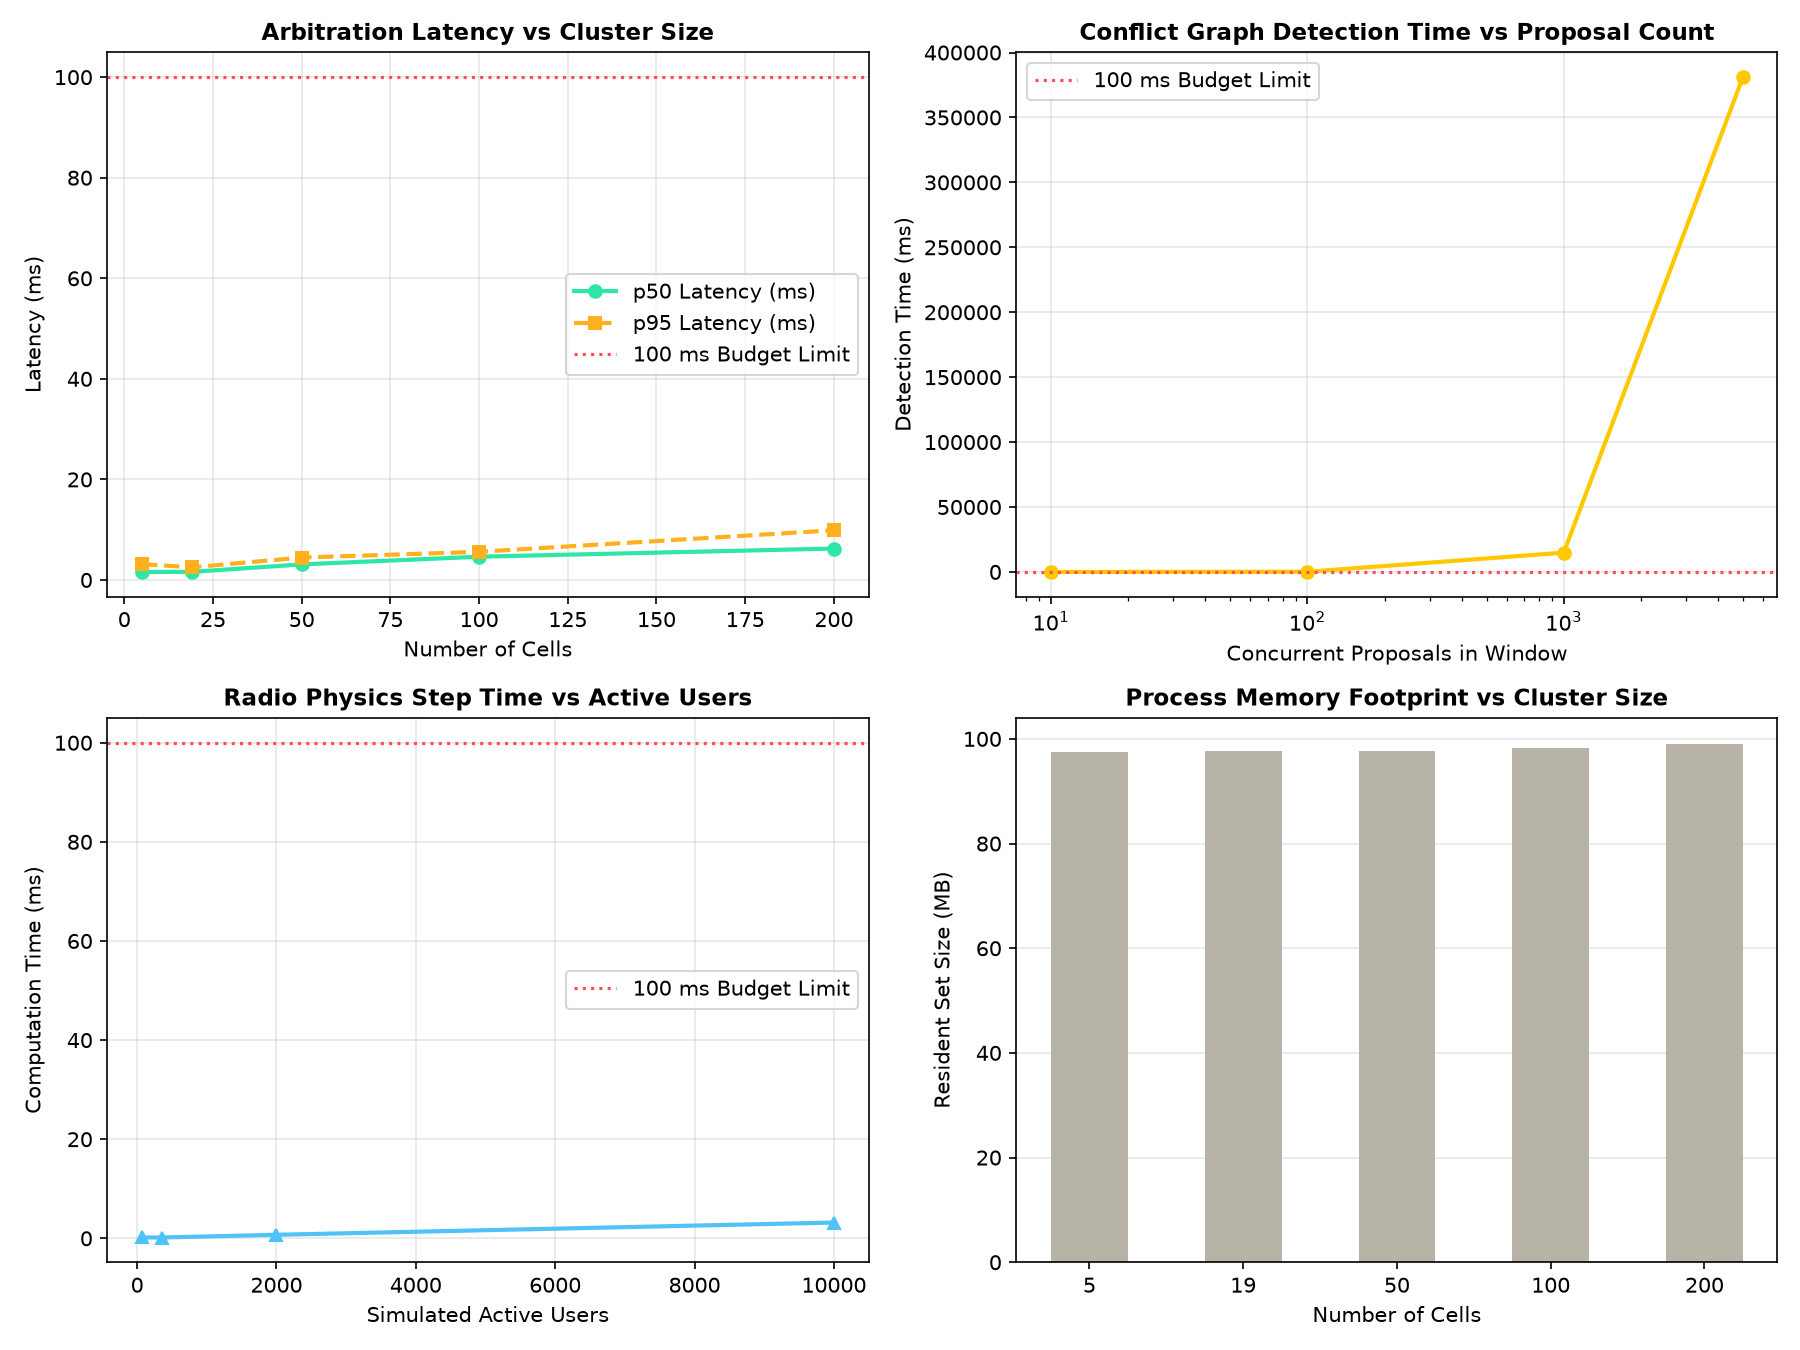 Arbitration Latency vs Cluster Size
Latency (ms)
100
80
60
40
20
0
p50 Latency (ms)
p95 Latency (ms)
100 ms Budget Limit
0 25 50 75 100 125 150 175 200
Number of Cells
Conflict Graph Detection Time vs Proposal Count
Detection Time (ms)
400000
350000
300000
250000
200000
150000
100000
50000
0
100 ms Budget Limit
10¹ 10² 10³
Concurrent Proposals in Window
Radio Physics Step Time vs Active Users
Computation Time (ms)
100
80
60
40
20
0
100 ms Budget Limit
0 2000 4000 6000 8000 10000
Simulated Active Users
Process Memory Footprint vs Cluster Size
Resident Set Size (MB)
100
80
60
40
20
0
5 19 50 100 200
Number of Cells